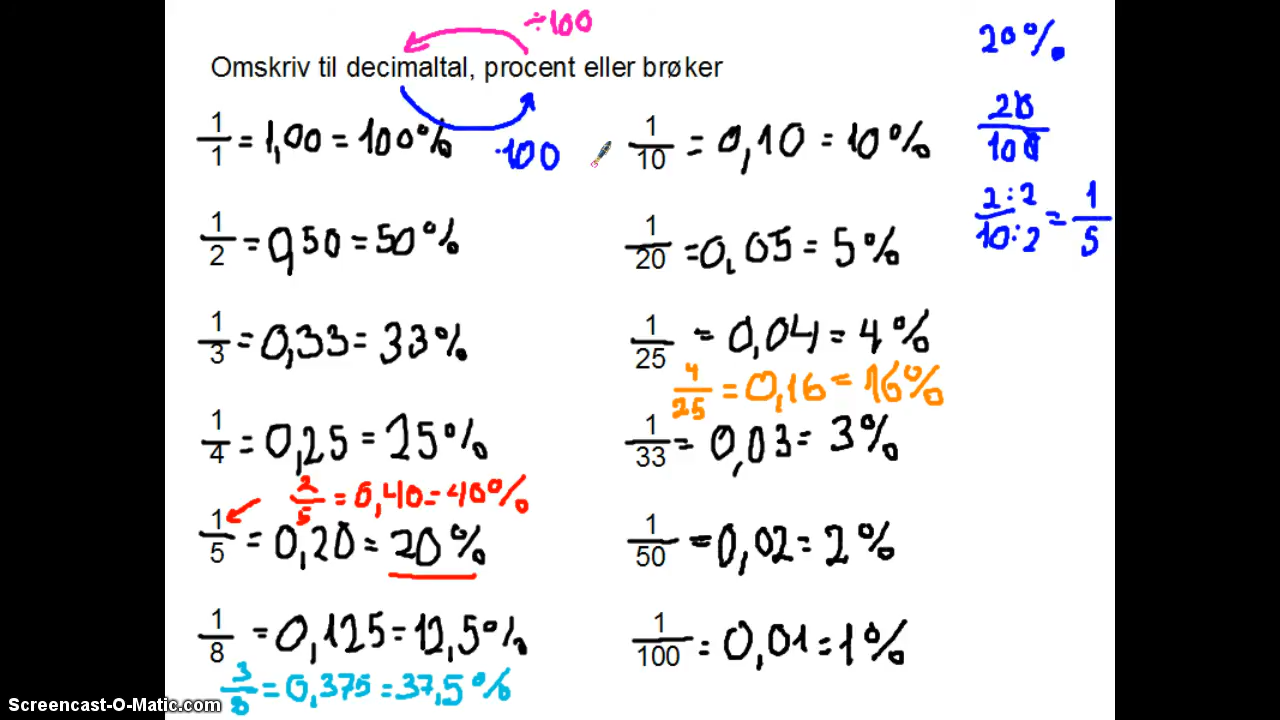 ÷100
Omskriv til decimaltal, procent eller brøker
·100
1/1 = 1,00 = 100%
1/2 = 0,50 = 50%
1/3 = 0,33 = 33%
1/4 = 0,25 = 25%
2/5 = 0,40 = 40%
1/5 = 0,20 = 20%
1/8 = 0,125 = 12,5%
3/8 = 0,375 = 37,5%
1/10 = 0,10 = 10%
1/20 = 0,05 = 5%
1/25 = 0,04 = 4%
4/25 = 0,16 = 16%
1/33 = 0,03 = 3%
1/50 = 0,02 = 2%
1/100 = 0,01 = 1%
20%
20/100
2:2/10:2 = 1/5
Screencast-O-Matic.com